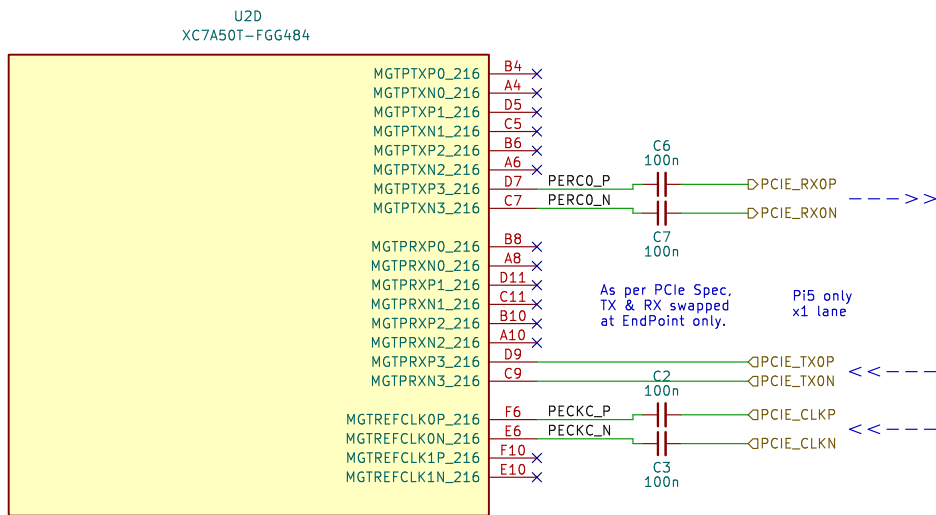 U2D
XC7A50T-FGG484
MGTPTXP0_216 B4
MGTPTXN0_216 A4
MGTPTXP1_216 D5
MGTPTXN1_216 C5
MGTPTXP2_216 B6
MGTPTXN2_216 A6
MGTPTXP3_216 D7 PERC0_P C6 100n PCIE_RX0P
MGTPTXN3_216 C7 PERC0_N C7 100n PCIE_RX0N
--->>
MGTPRXP0_216 B8
MGTPRXN0_216 A8
MGTPRXP1_216 D11
MGTPRXN1_216 C11
MGTPRXP2_216 B10
MGTPRXN2_216 A10
As per PCIe Spec,
TX & RX swapped
at EndPoint only.
Pi5 only
x1 lane
MGTPRXP3_216 D9 PCIE_TX0P
MGTPRXN3_216 C9 PCIE_TX0N
<<---
MGTREFCLK0P_216 F6 PECKC_P C2 100n PCIE_CLKP
MGTREFCLK0N_216 E6 PECKC_N C3 100n PCIE_CLKN
<<---
MGTREFCLK1P_216 F10
MGTREFCLK1N_216 E10